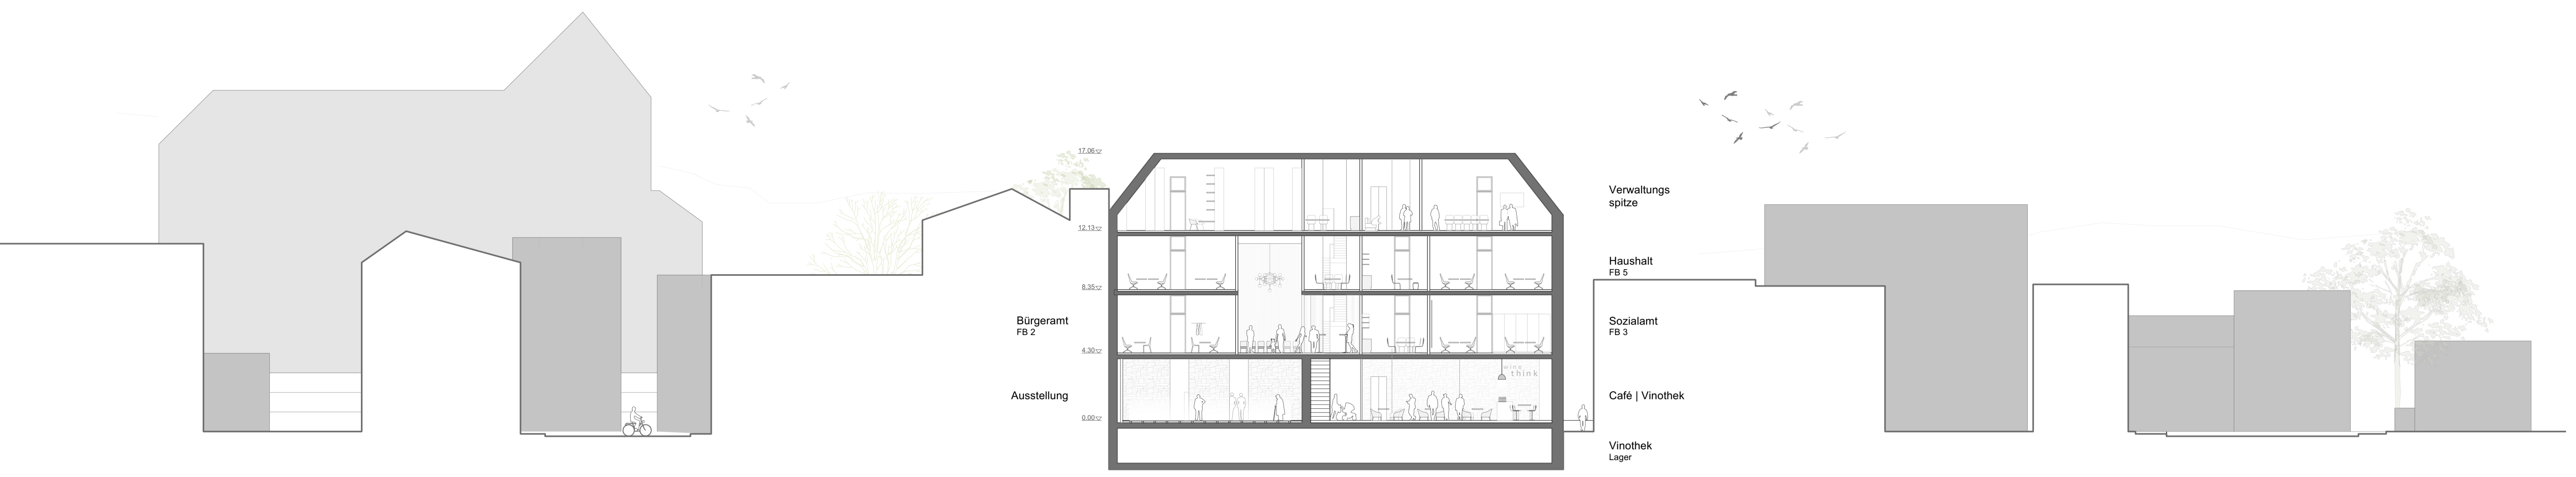 17.06
12.13
8.35
4.30
0.00
Bürgeramt
FB 2
Ausstellung
wine
think
Verwaltungs
spitze
Haushalt
FB 5
Sozialamt
FB 3
Café | Vinothek
Vinothek
Lager